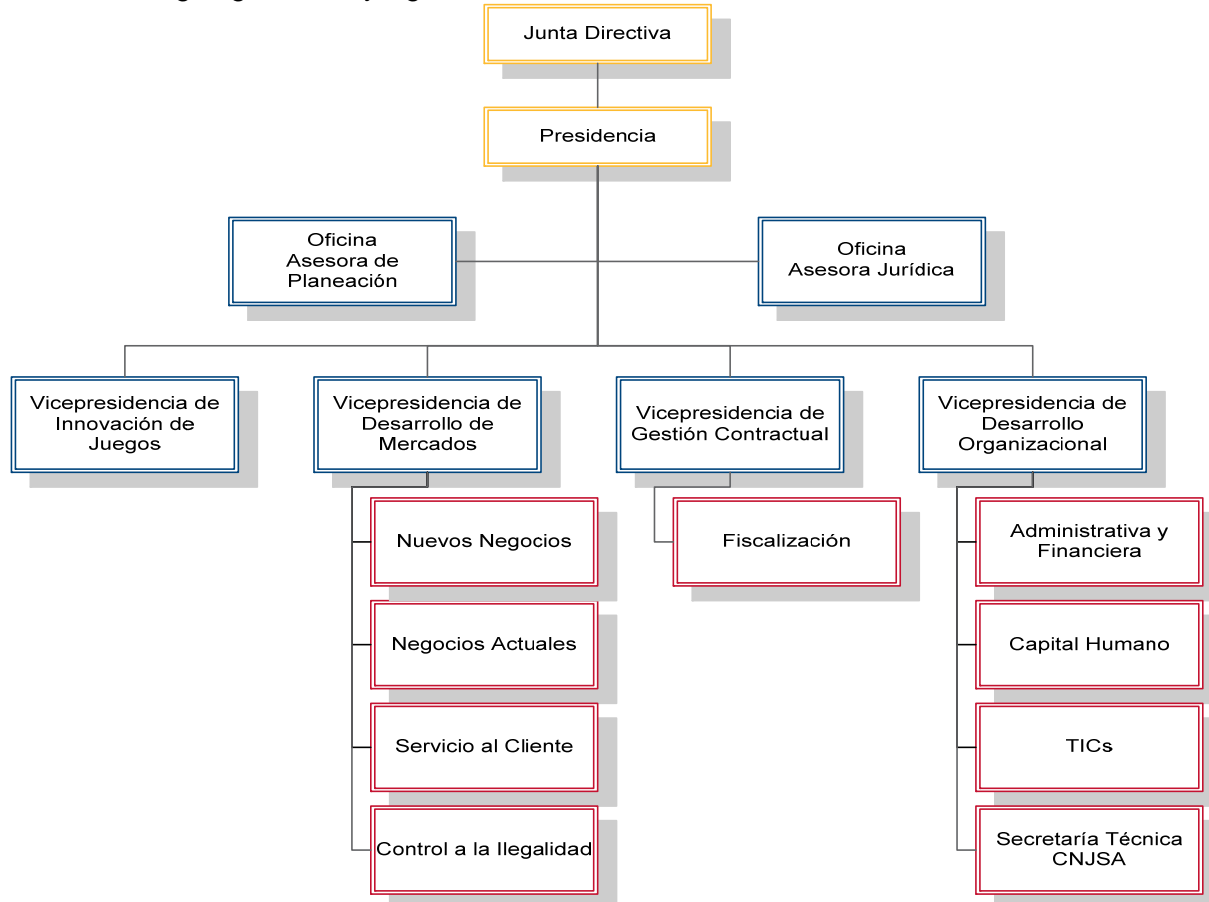 Junta Directiva
Presidencia
Oficina
Asesora de
Planeación
Oficina
Asesora Jurídica
Vicepresidencia de
Innovación de
Juegos
Vicepresidencia de
Desarrollo de
Mercados
Vicepresidencia de
Gestión Contractual
Vicepresidencia de
Desarrollo
Organizacional
Nuevos Negocios
Negocios Actuales
Servicio al Cliente
Control a la Ilegalidad
Fiscalización
Administrativa y
Financiera
Capital Humano
TICs
Secretaría Técnica
CNJSA